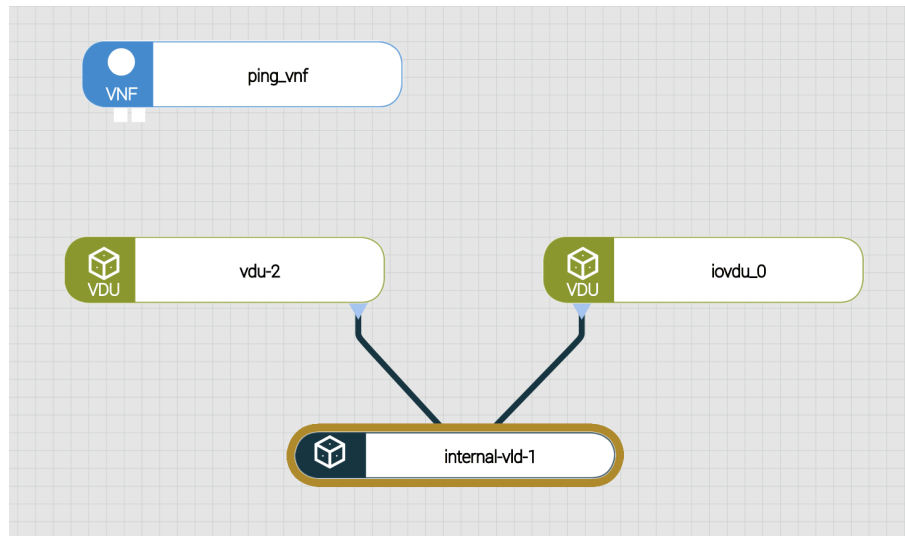 ping_vnf
VNF
vdu-2
VDU
iovdu_0
VDU
internal-vld-1